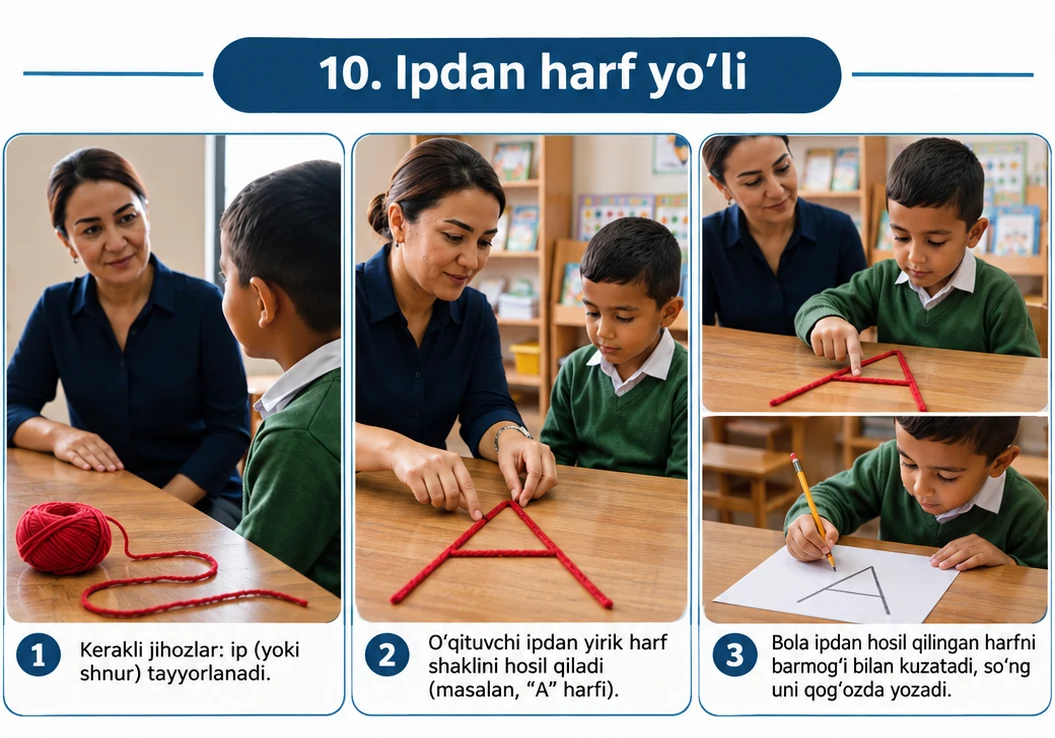 10. Ipdan harf yo‘li
1
Kerakli jihozlar: ip (yoki
shnur) tayyorlanadi.
2
O‘qituvchi ipdan yirik harf
shaklini hosil qiladi
(masalan, “A” harfi).
A
3
Bola ipdan hosil qilingan harfni
barmog‘i bilan kuzatadi, so‘ng
uni qog‘ozda yozadi.